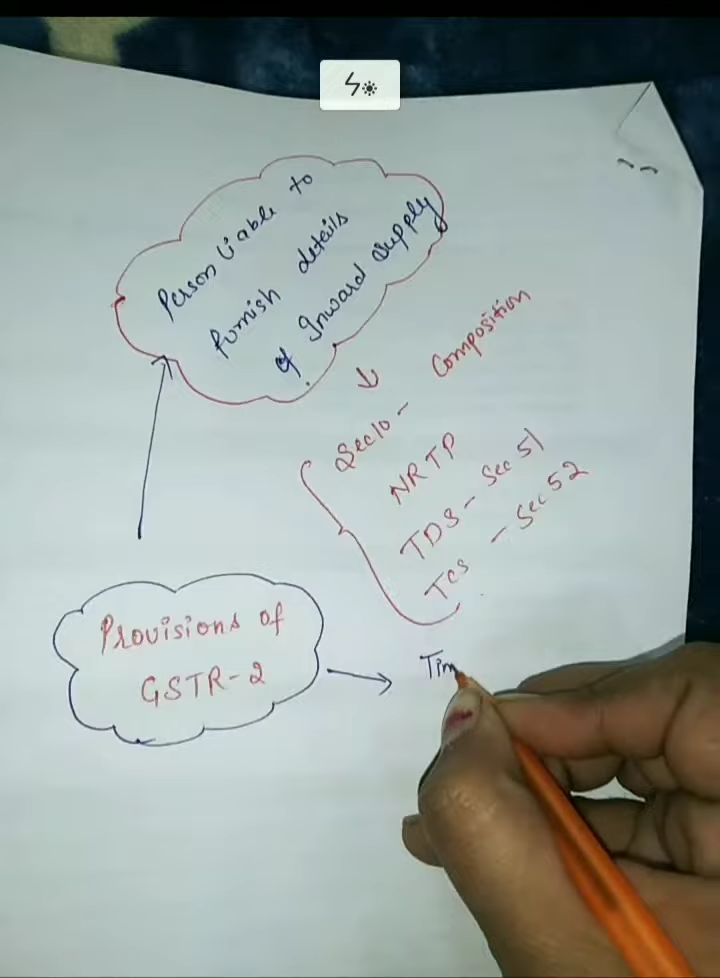 Person liable to
furnish details
of Inward supply
Sec10 - Composition
NRTP
TDS - Sec 51
TCS - Sec 52
Provisions of
GSTR-2
Tim